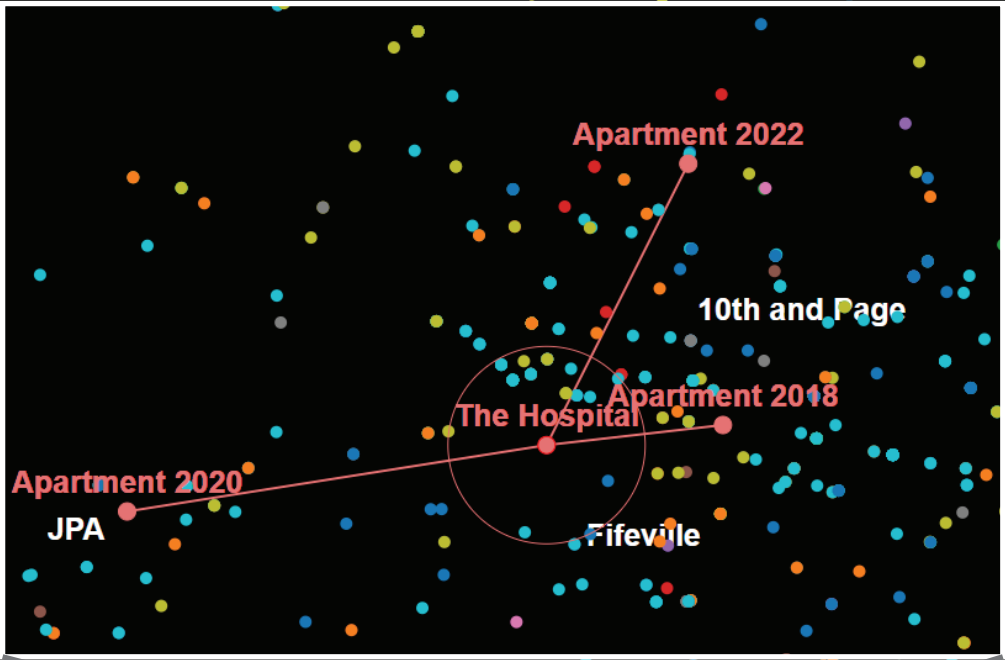 Apartment 2022
10th and Page
Apartment 2018
The Hospital
Apartment 2020
JPA
Fifeville